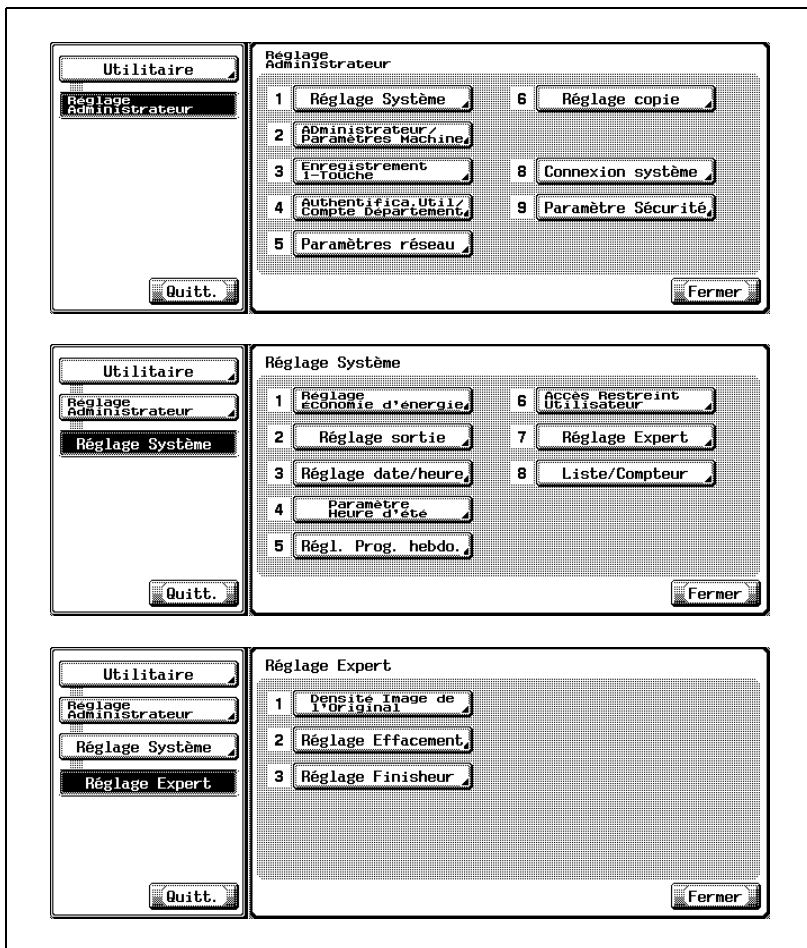 Utilitaire
Réglage
Administrateur
Quitt.
Réglage
Administrateur
1 Réglage Système
2 ADministrateur/
Paramètres Machine
3 Enregistrement
1-Touche
4 Authentifica.Util/
Compte Département
5 Paramètres réseau
6 Réglage copie
8 Connexion système
9 Paramètre Sécurité
Fermer
Utilitaire
Réglage
Administrateur
Réglage Système
Quitt.
Réglage Système
1 Réglage
économie d'énergie
2 Réglage sortie
3 Réglage date/heure
4 Paramètre
Heure d'été
5 Régl. Prog. hebdo.
6 Accès Restreint
Utilisateur
7 Réglage Expert
8 Liste/Compteur
Fermer
Utilitaire
Réglage
Administrateur
Réglage Système
Réglage Expert
Quitt.
Réglage Expert
1 Densité Image de
l'Original
2 Réglage Effacement
3 Réglage Finisheur
Fermer